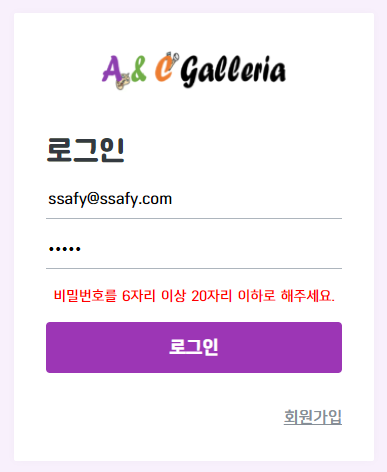 A & C Galleria
로그인
ssafy@ssafy.com
•••••
비밀번호를 6자리 이상 20자리 이하로 해주세요.
로그인
회원가입